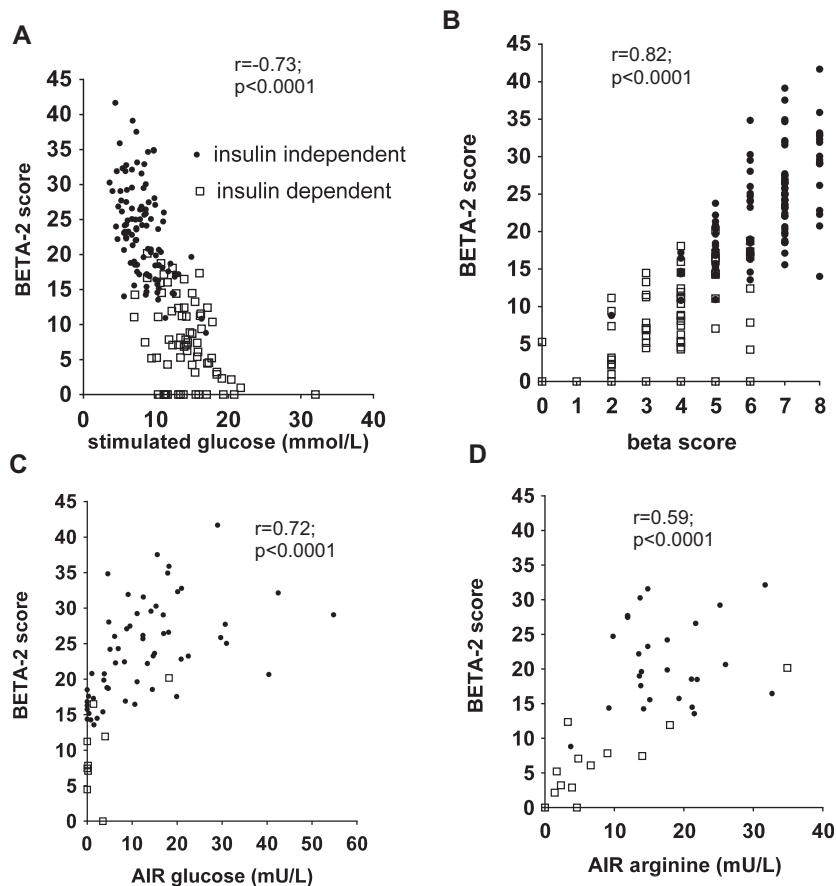 A
r=-0.73;
p<0.0001
45
40
35
30
25
20
15
10
5
0
BETA-2 score
insulin independent
insulin dependent
0 10 20 30 40
stimulated glucose (mmol/L)
B
r=0.82;
p<0.0001
45
40
35
30
25
20
15
10
5
0
BETA-2 score
0 1 2 3 4 5 6 7 8
beta score
C
r=0.72;
p<0.0001
45
40
35
30
25
20
15
10
5
0
BETA-2 score
0 10 20 30 40 50 60
AIR glucose (mU/L)
D
r=0.59;
p<0.0001
45
40
35
30
25
20
15
10
5
0
BETA-2 score
0 10 20 30 40
AIR arginine (mU/L)